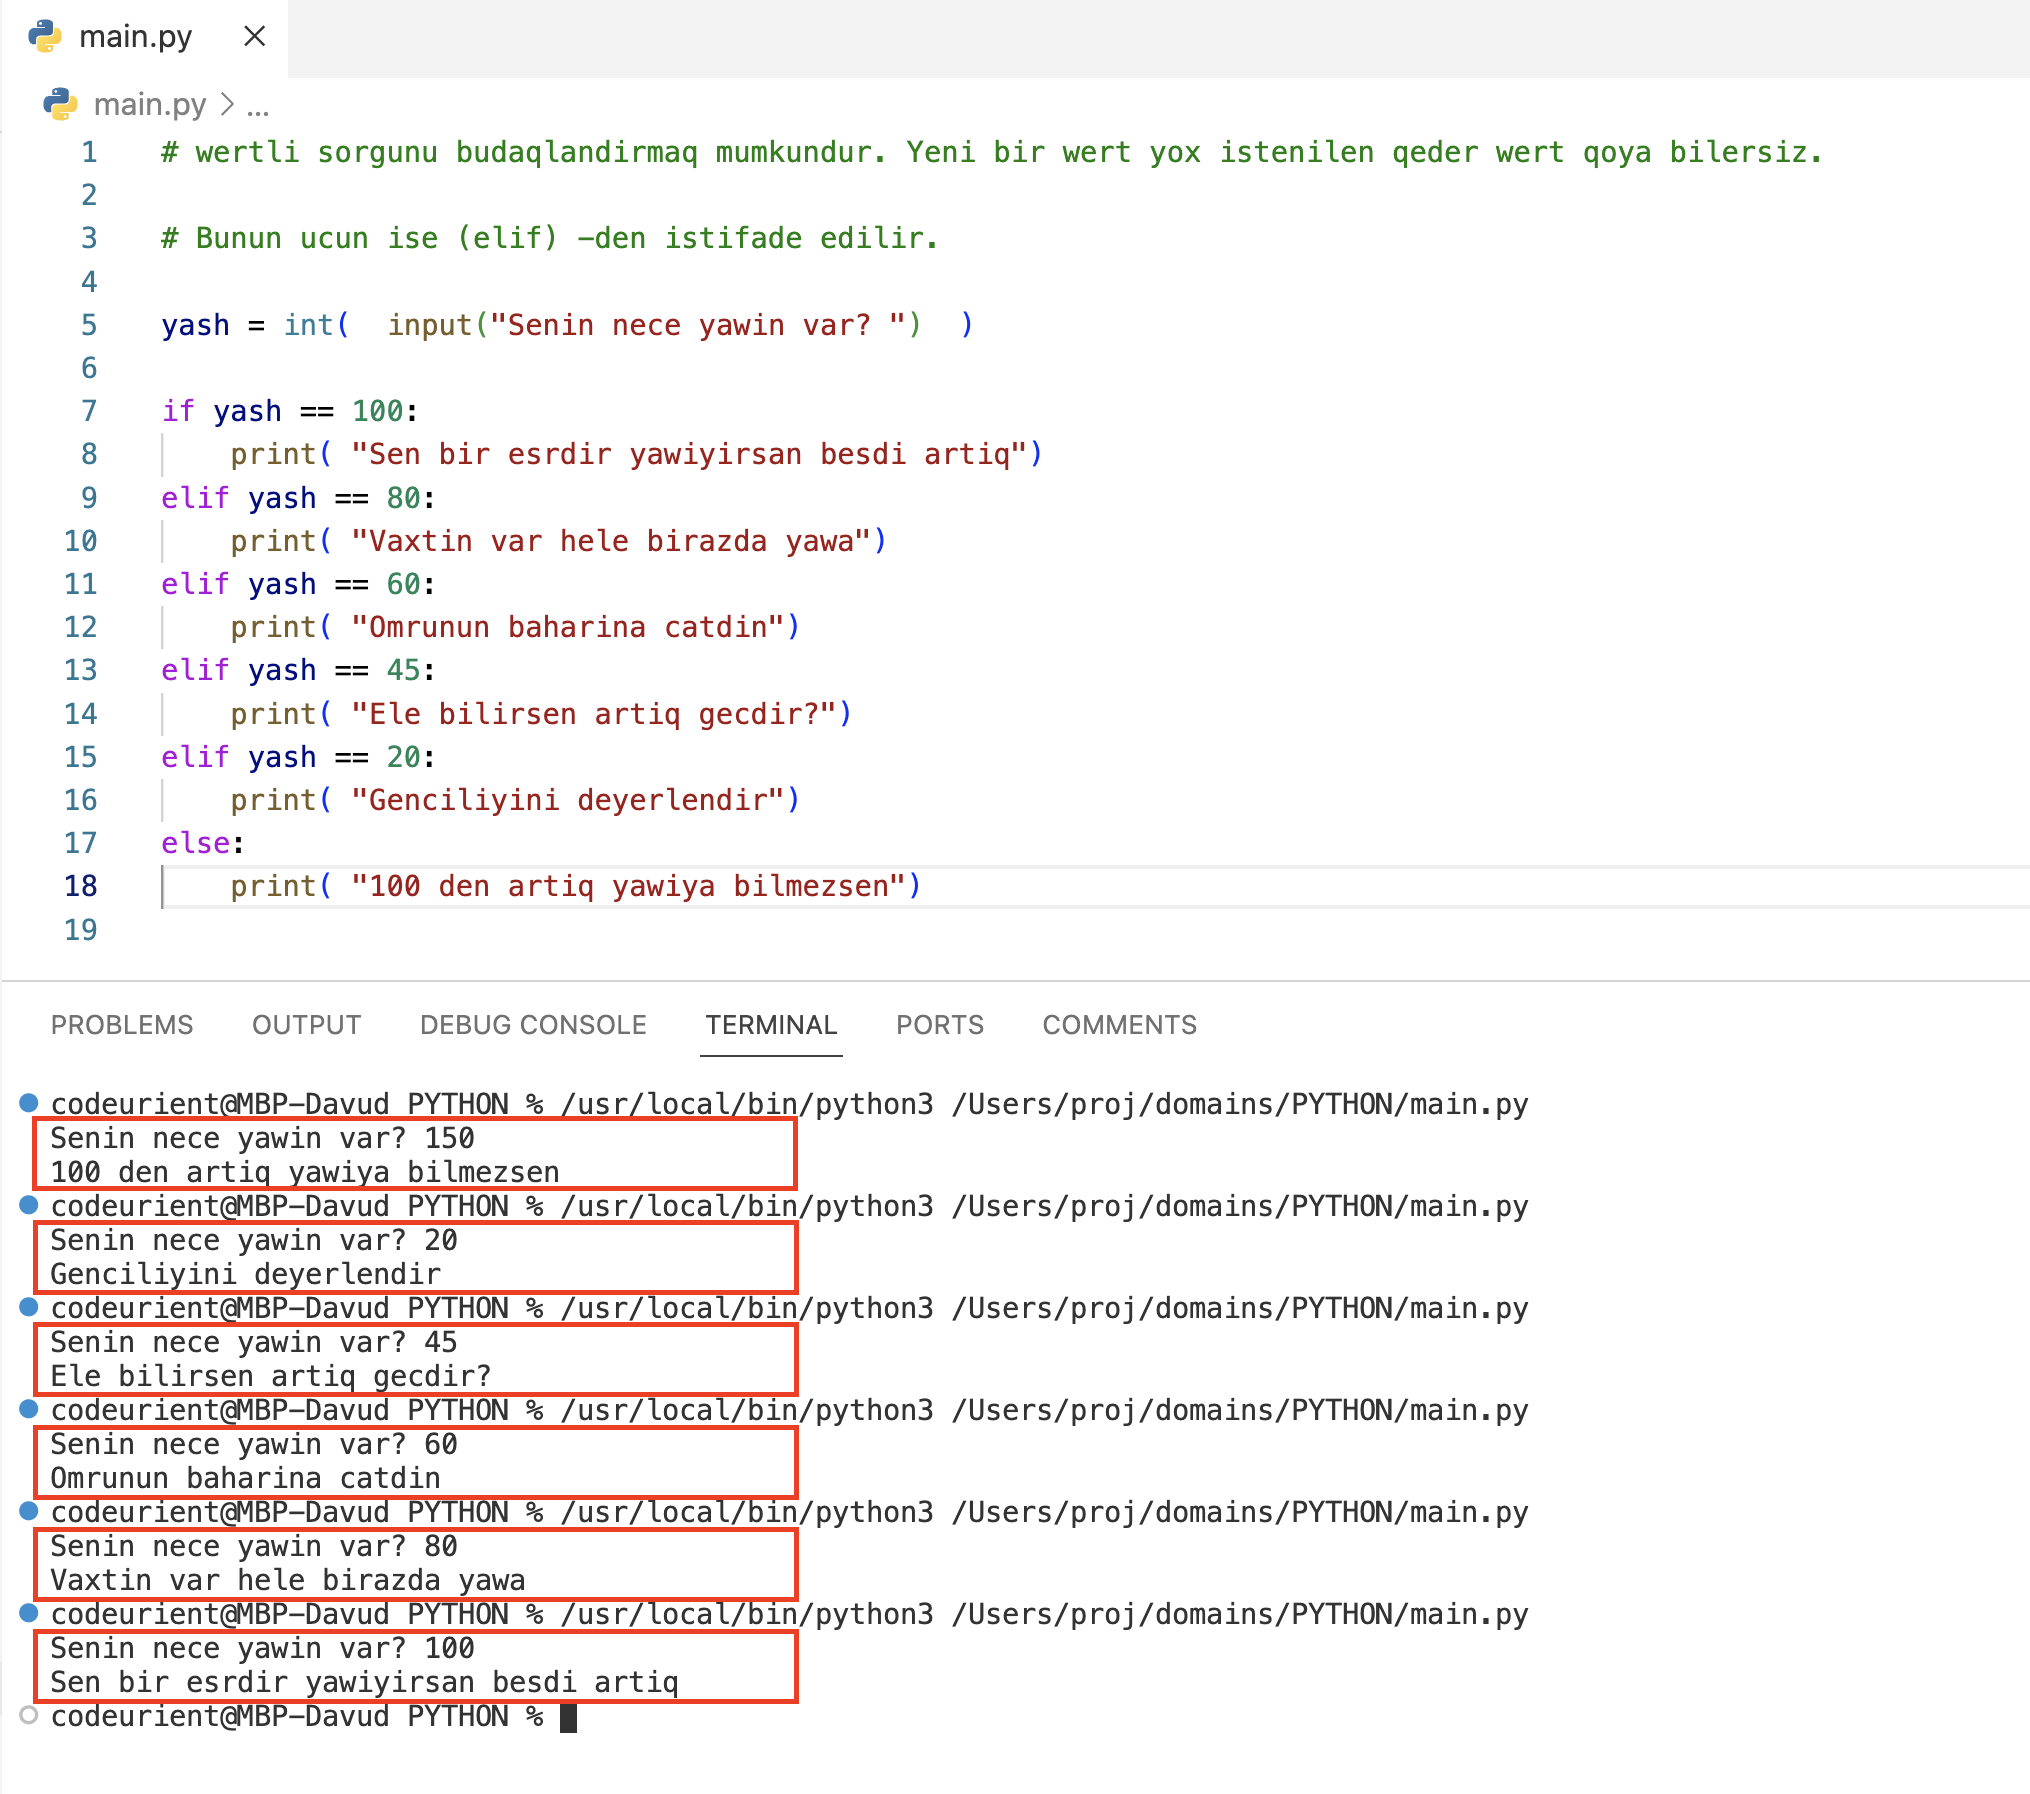 main.py
main.py > ...
1 # wertli sorgunu budaqlandirmaq mumkundur. Yeni bir wert yox istenilen qeder wert qoya bilersiz.
2
3 # Bunun ucun ise (elif) -den istifade edilir.
4
5 yash = int(  input("Senin nece yawin var? ")  )
6
7 if yash == 100:
8     print( "Sen bir esrdir yawiyirsan besdi artiq")
9 elif yash == 80:
10     print( "Vaxtin var hele birazda yawa")
11 elif yash == 60:
12     print( "Omrunun baharina catdin")
13 elif yash == 45:
14     print( "Ele bilirsen artiq gecdir?")
15 elif yash == 20:
16     print( "Genciliyini deyerlendir")
17 else:
18     print( "100 den artiq yawiya bilmezsen")
19
PROBLEMS OUTPUT DEBUG CONSOLE TERMINAL PORTS COMMENTS
codeurient@MBP-Davud PYTHON % /usr/local/bin/python3 /Users/proj/domains/PYTHON/main.py
Senin nece yawin var? 150
100 den artiq yawiya bilmezsen
codeurient@MBP-Davud PYTHON % /usr/local/bin/python3 /Users/proj/domains/PYTHON/main.py
Senin nece yawin var? 20
Genciliyini deyerlendir
codeurient@MBP-Davud PYTHON % /usr/local/bin/python3 /Users/proj/domains/PYTHON/main.py
Senin nece yawin var? 45
Ele bilirsen artiq gecdir?
codeurient@MBP-Davud PYTHON % /usr/local/bin/python3 /Users/proj/domains/PYTHON/main.py
Senin nece yawin var? 60
Omrunun baharina catdin
codeurient@MBP-Davud PYTHON % /usr/local/bin/python3 /Users/proj/domains/PYTHON/main.py
Senin nece yawin var? 80
Vaxtin var hele birazda yawa
codeurient@MBP-Davud PYTHON % /usr/local/bin/python3 /Users/proj/domains/PYTHON/main.py
Senin nece yawin var? 100
Sen bir esrdir yawiyirsan besdi artiq
codeurient@MBP-Davud PYTHON %